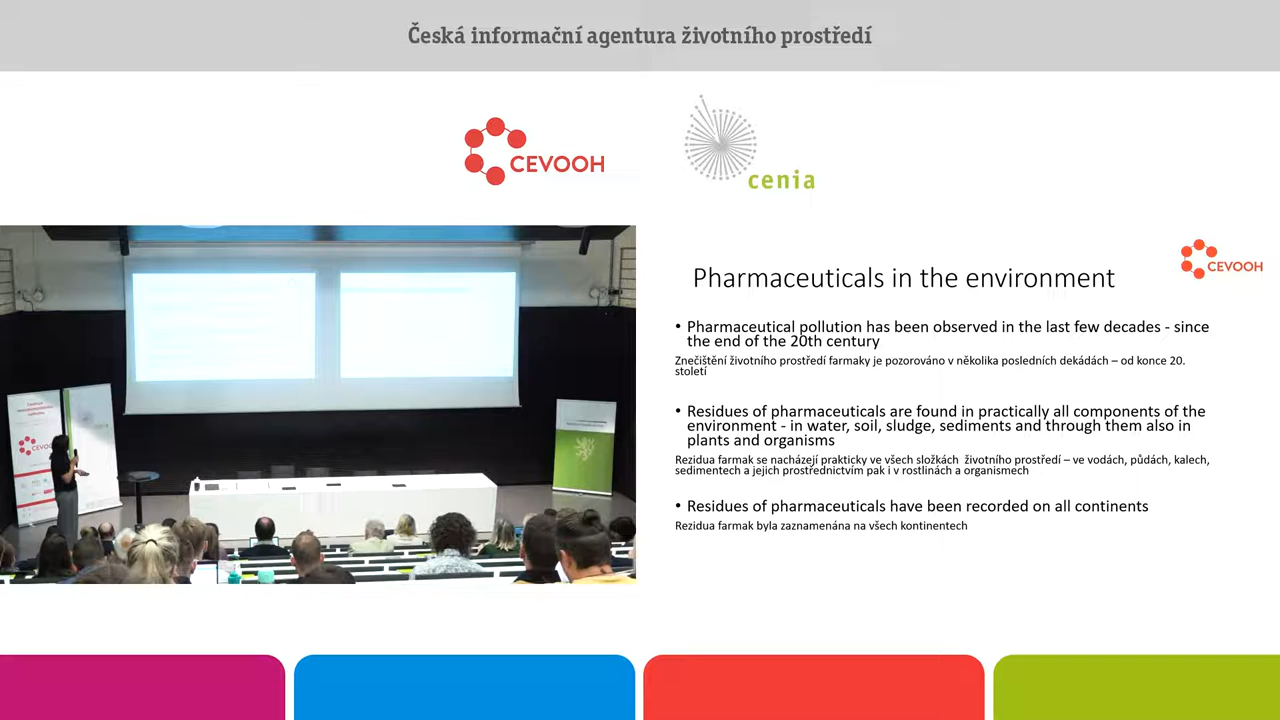 Česká informační agentura životního prostředí
CEVOOH
cenia
CEVOOH
Pharmaceuticals in the environment
• Pharmaceutical pollution has been observed in the last few decades - since
the end of the 20th century
Znečištění životního prostředí farmaky je pozorováno v několika posledních dekádách – od konce 20.
století
• Residues of pharmaceuticals are found in practically all components of the
environment - in water, soil, sludge, sediments and through them also in
plants and organisms
Rezidua farmak se nacházejí prakticky ve všech složkách životního prostředí – ve vodách, půdách, kalech,
sedimentech a jejich prostřednictvím pak i v rostlinách a organismech
• Residues of pharmaceuticals have been recorded on all continents
Rezidua farmak byla zaznamenána na všech kontinentech
CEVOOH